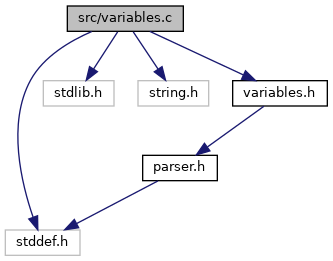 src/variables.c
stdlib.h
string.h
variables.h
parser.h
stddef.h